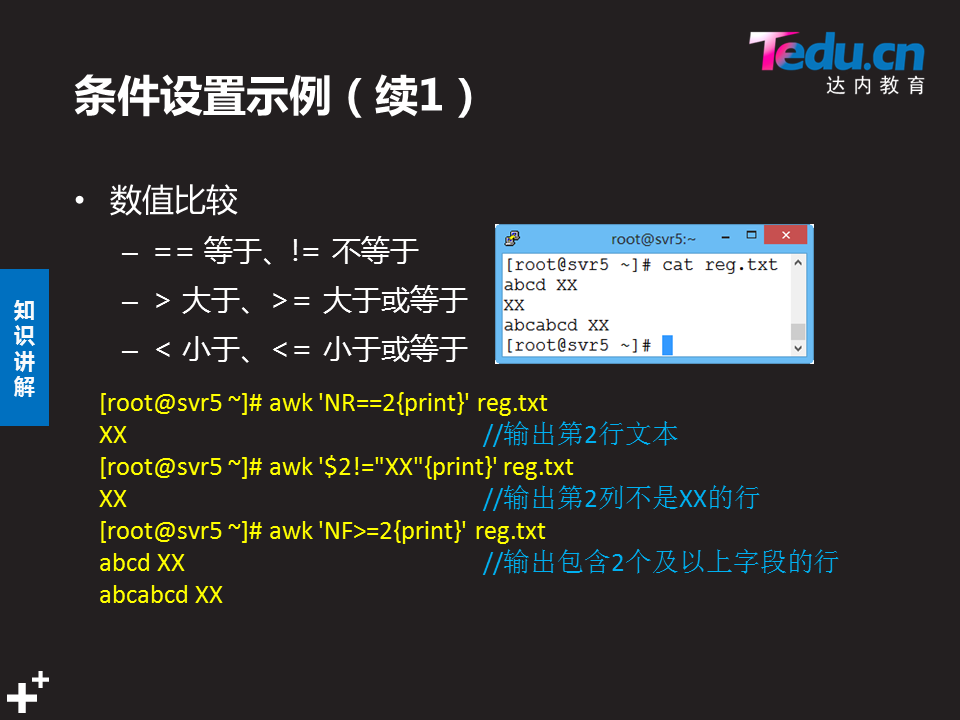 Tedu.cn
达内教育
条件设置示例（续1）
• 数值比较
– == 等于、!= 不等于
– > 大于、>= 大于或等于
– < 小于、<= 小于或等于
root@svr5:~
[root@svr5 ~]# cat reg.txt
abcd XX
XX
abcabcd XX
[root@svr5 ~]#
知识讲解
[root@svr5 ~]# awk 'NR==2{print}' reg.txt
XX //输出第2行文本
[root@svr5 ~]# awk '$2!="XX"{print}' reg.txt
XX //输出第2列不是XX的行
[root@svr5 ~]# awk 'NF>=2{print}' reg.txt
abcd XX //输出包含2个及以上字段的行
abcabcd XX